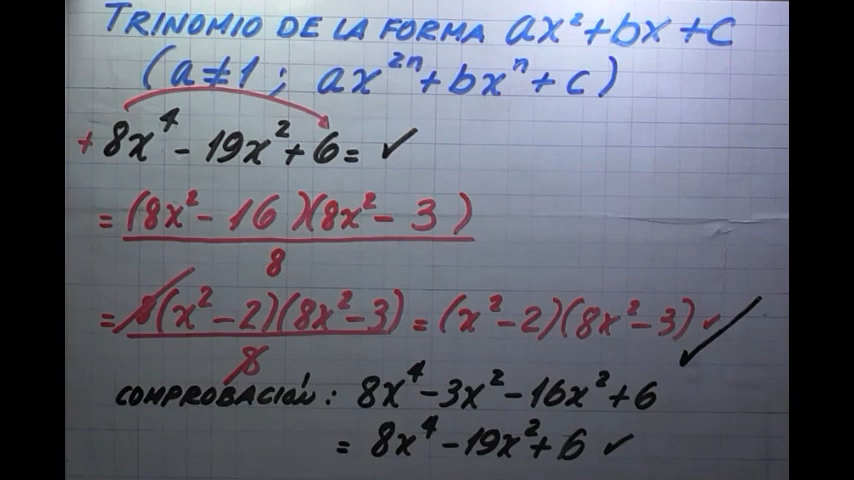 TRINOMIO DE LA FORMA ax²+bx+c
(a≠1; ax²ⁿ+bxⁿ+c)
+8x⁴-19x²+6= ✓
= (8x²-16)(8x²-3)
8
= 8(x²-2)(8x²-3) = (x²-2)(8x²-3) ✓ ✓
8
COMPROBACIÓN: 8x⁴-3x²-16x²+6
= 8x⁴-19x²+6 ✓